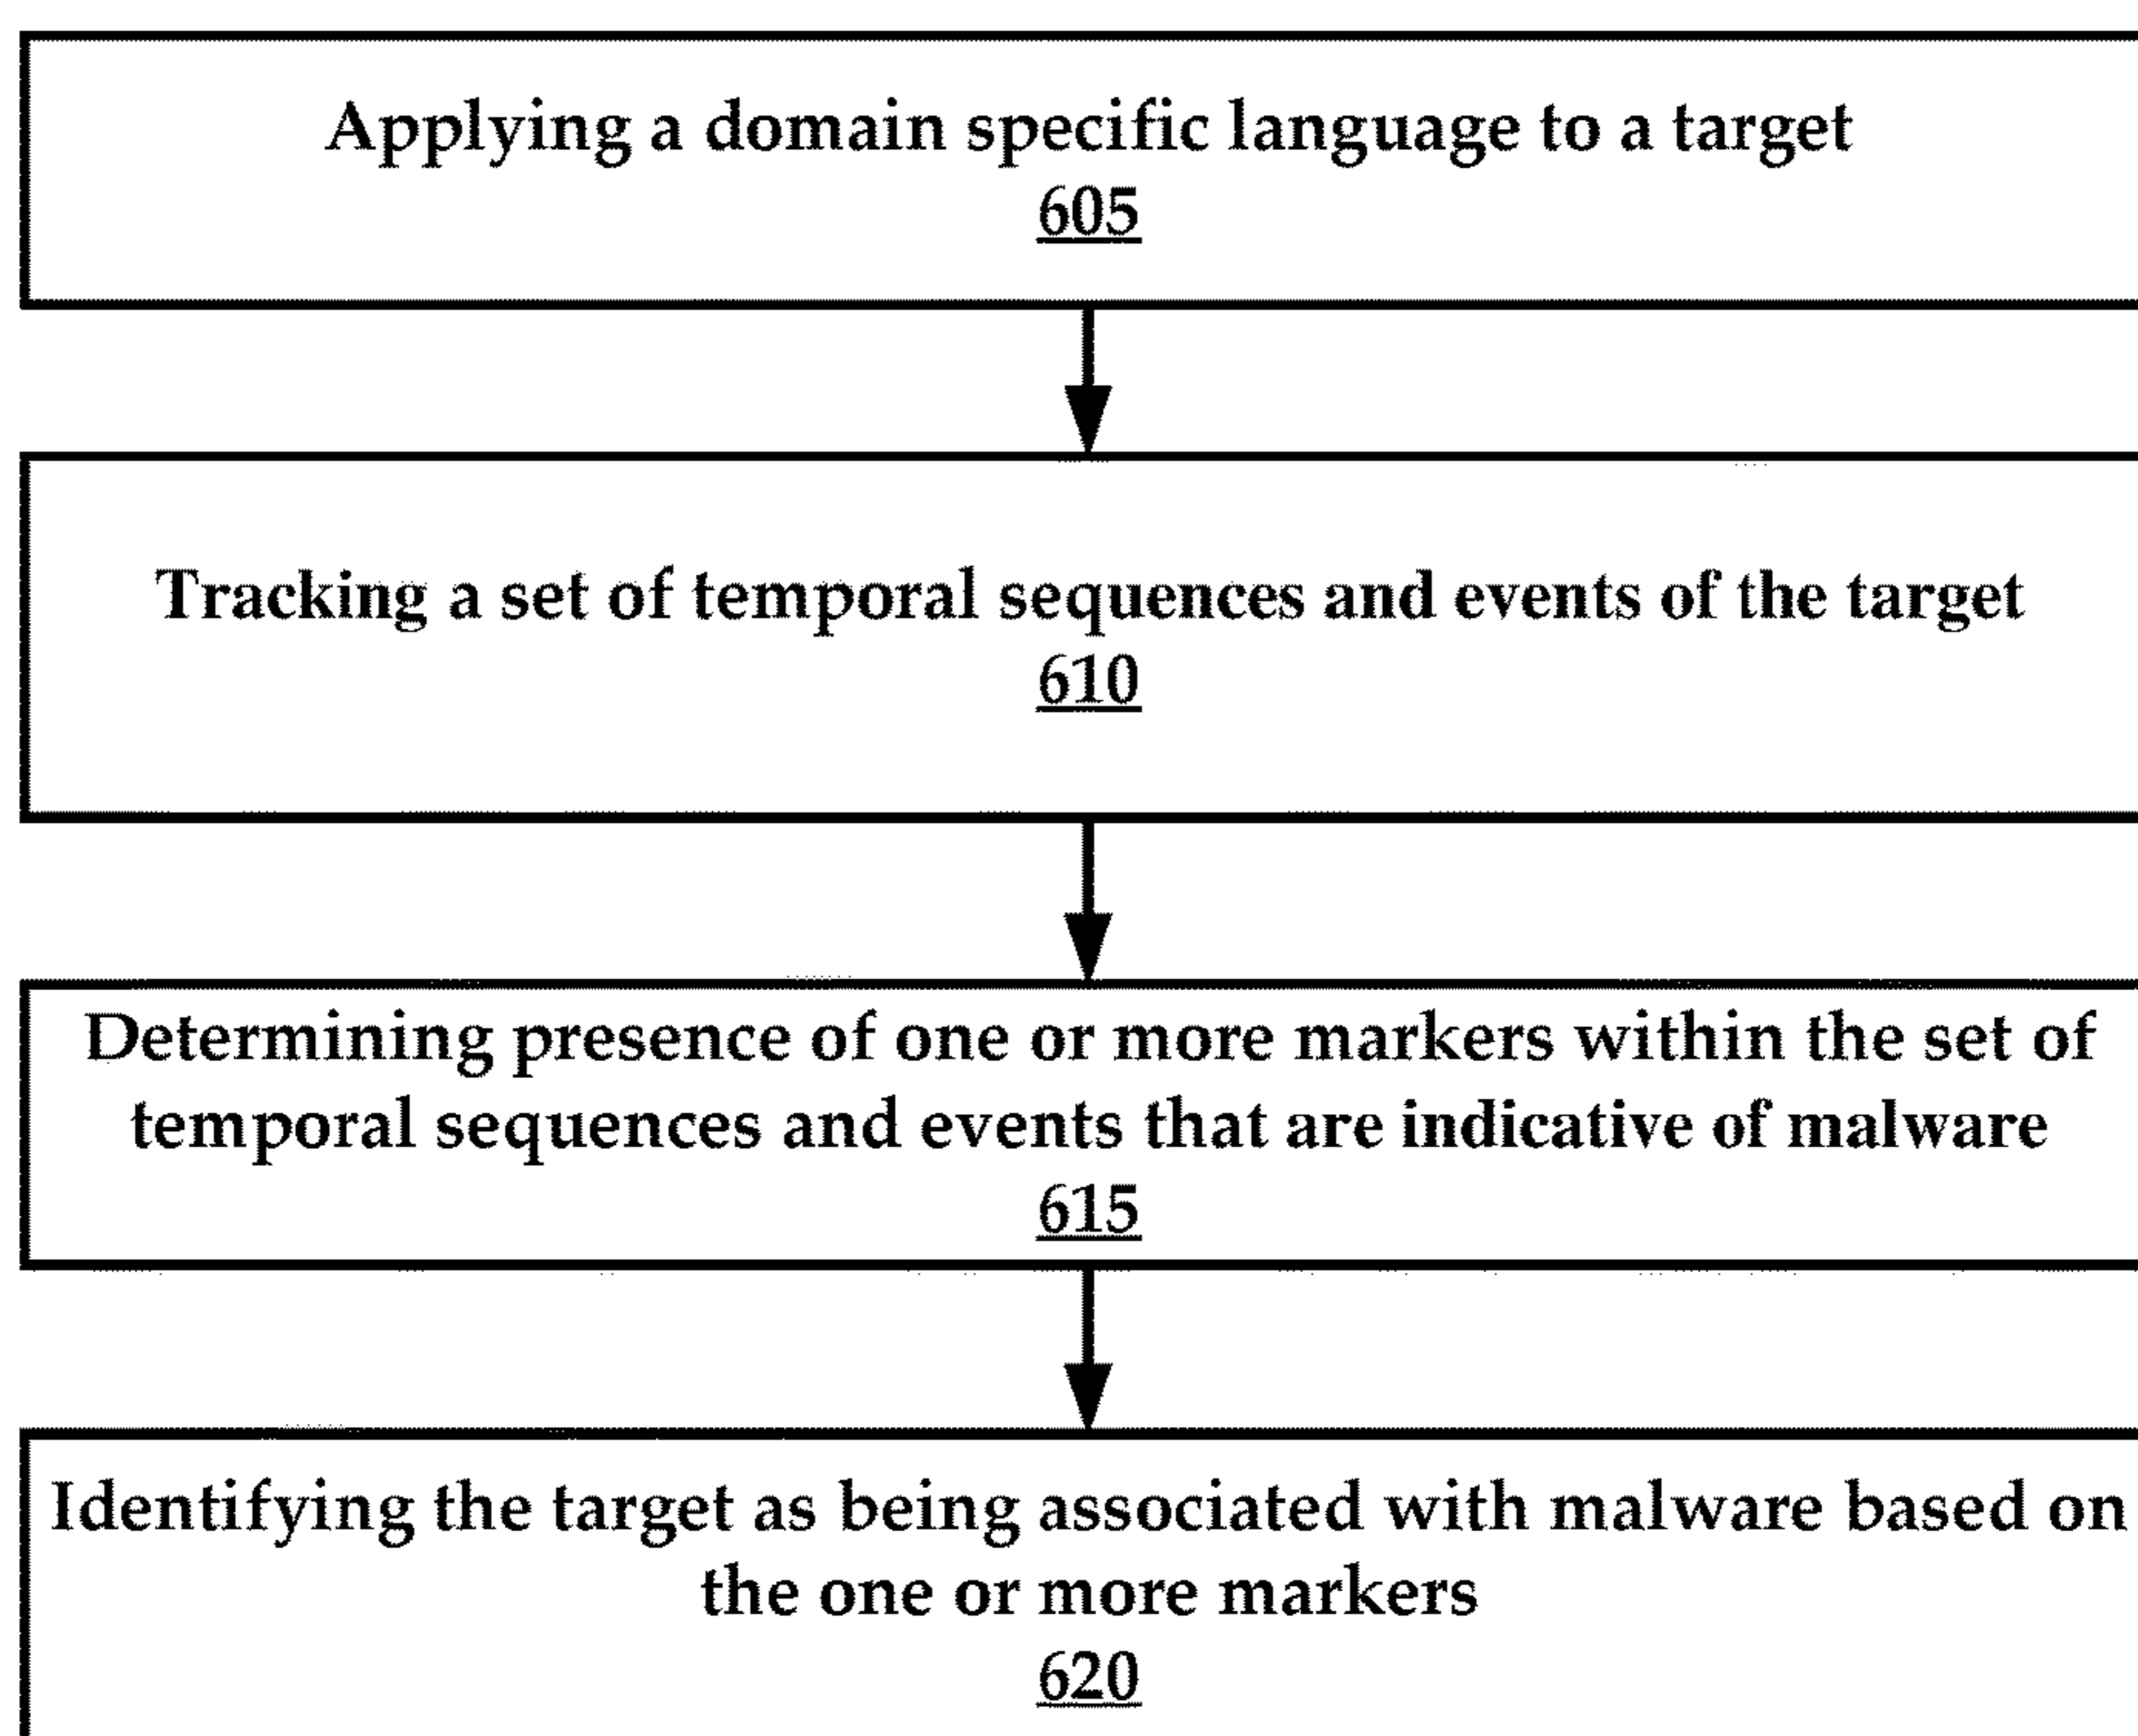 Applying a domain specific language to a target
605
Tracking a set of temporal sequences and events of the target
610
Determining presence of one or more markers within the set of
temporal sequences and events that are indicative of malware
615
Identifying the target as being associated with malware based on
the one or more markers
620